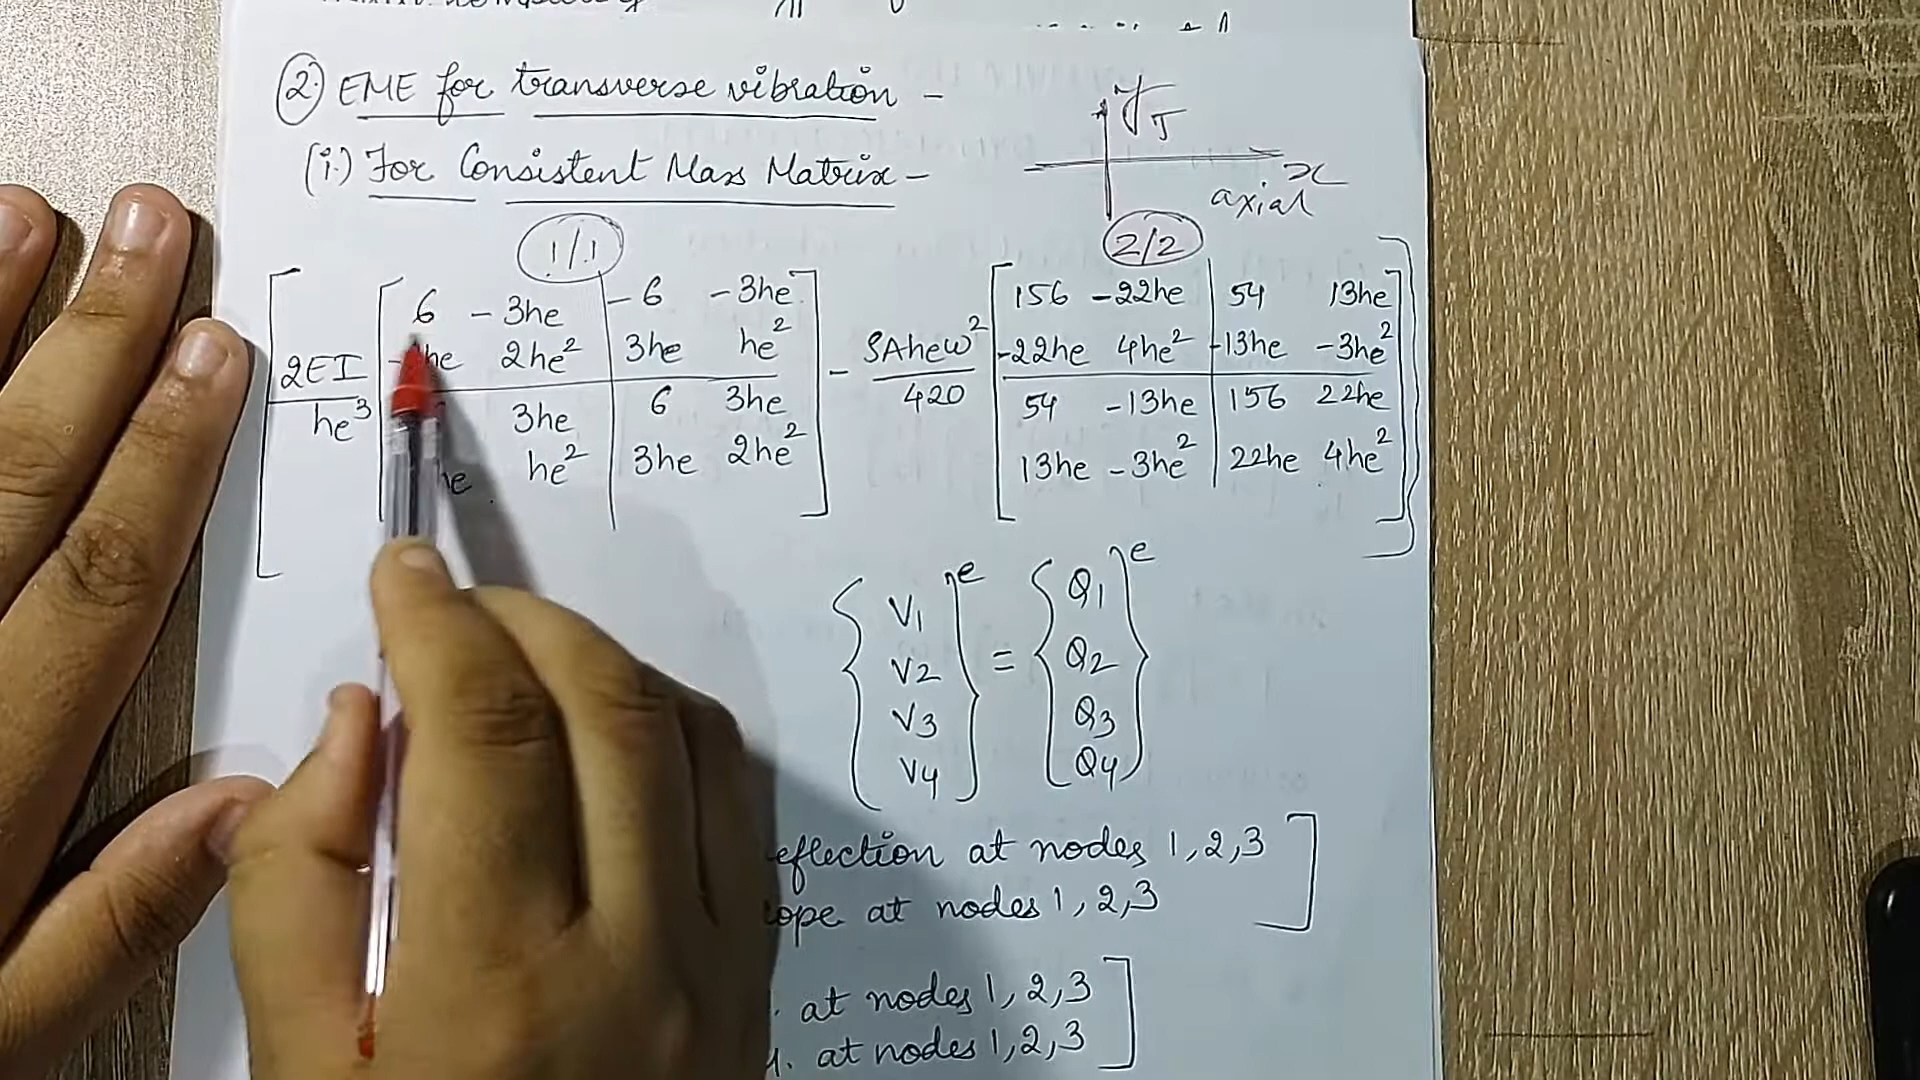 ② EME for transverse vibration -
(i.) For Consistent Mass Matrix -
y
x
axial
1/1
2/2
6 -3he -6 -3he
he 2he² 3he he²
3he 6 3he
he he² 3he 2he²
2EI/he³
- ρAheω²/420
156 -22he 54 13he
-22he 4he² -13he -3he²
54 -13he 156 22he
13he -3he² 22he 4he²
{V1 V2 V3 V4}e = {Q1 Q2 Q3 Q4}e
eflection at nodes 1,2,3
ope at nodes 1,2,3
. at nodes 1,2,3
at nodes 1,2,3